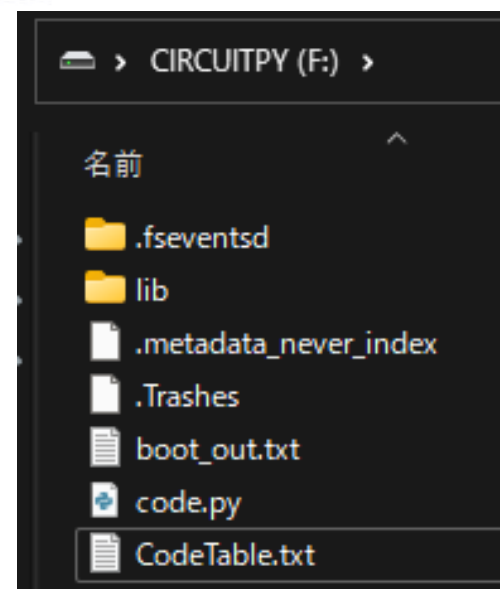 CIRCUITPY (F:)
名前
.fseventsd
lib
.metadata_never_index
.Trashes
boot_out.txt
code.py
CodeTable.txt